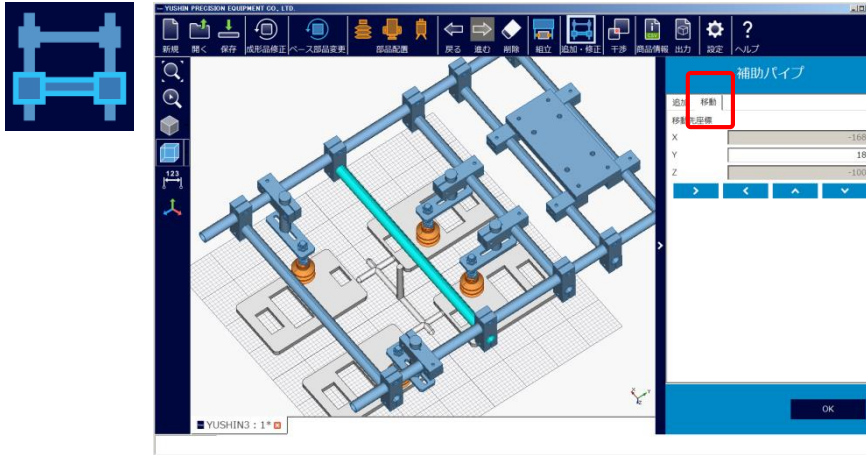 YUSHIN PRECISION EQUIPMENT CO., LTD.
新規 開く 保存 成形品修正 ベース部品変更 部品配置 戻る 進む 削除 組立 追加・修正 干渉 商品情報 出力 設定 ヘルプ
補助パイプ
追加 移動
移動先座標
X -168
Y 18
Z -100
123
YUSHIN3 : 1*
OK